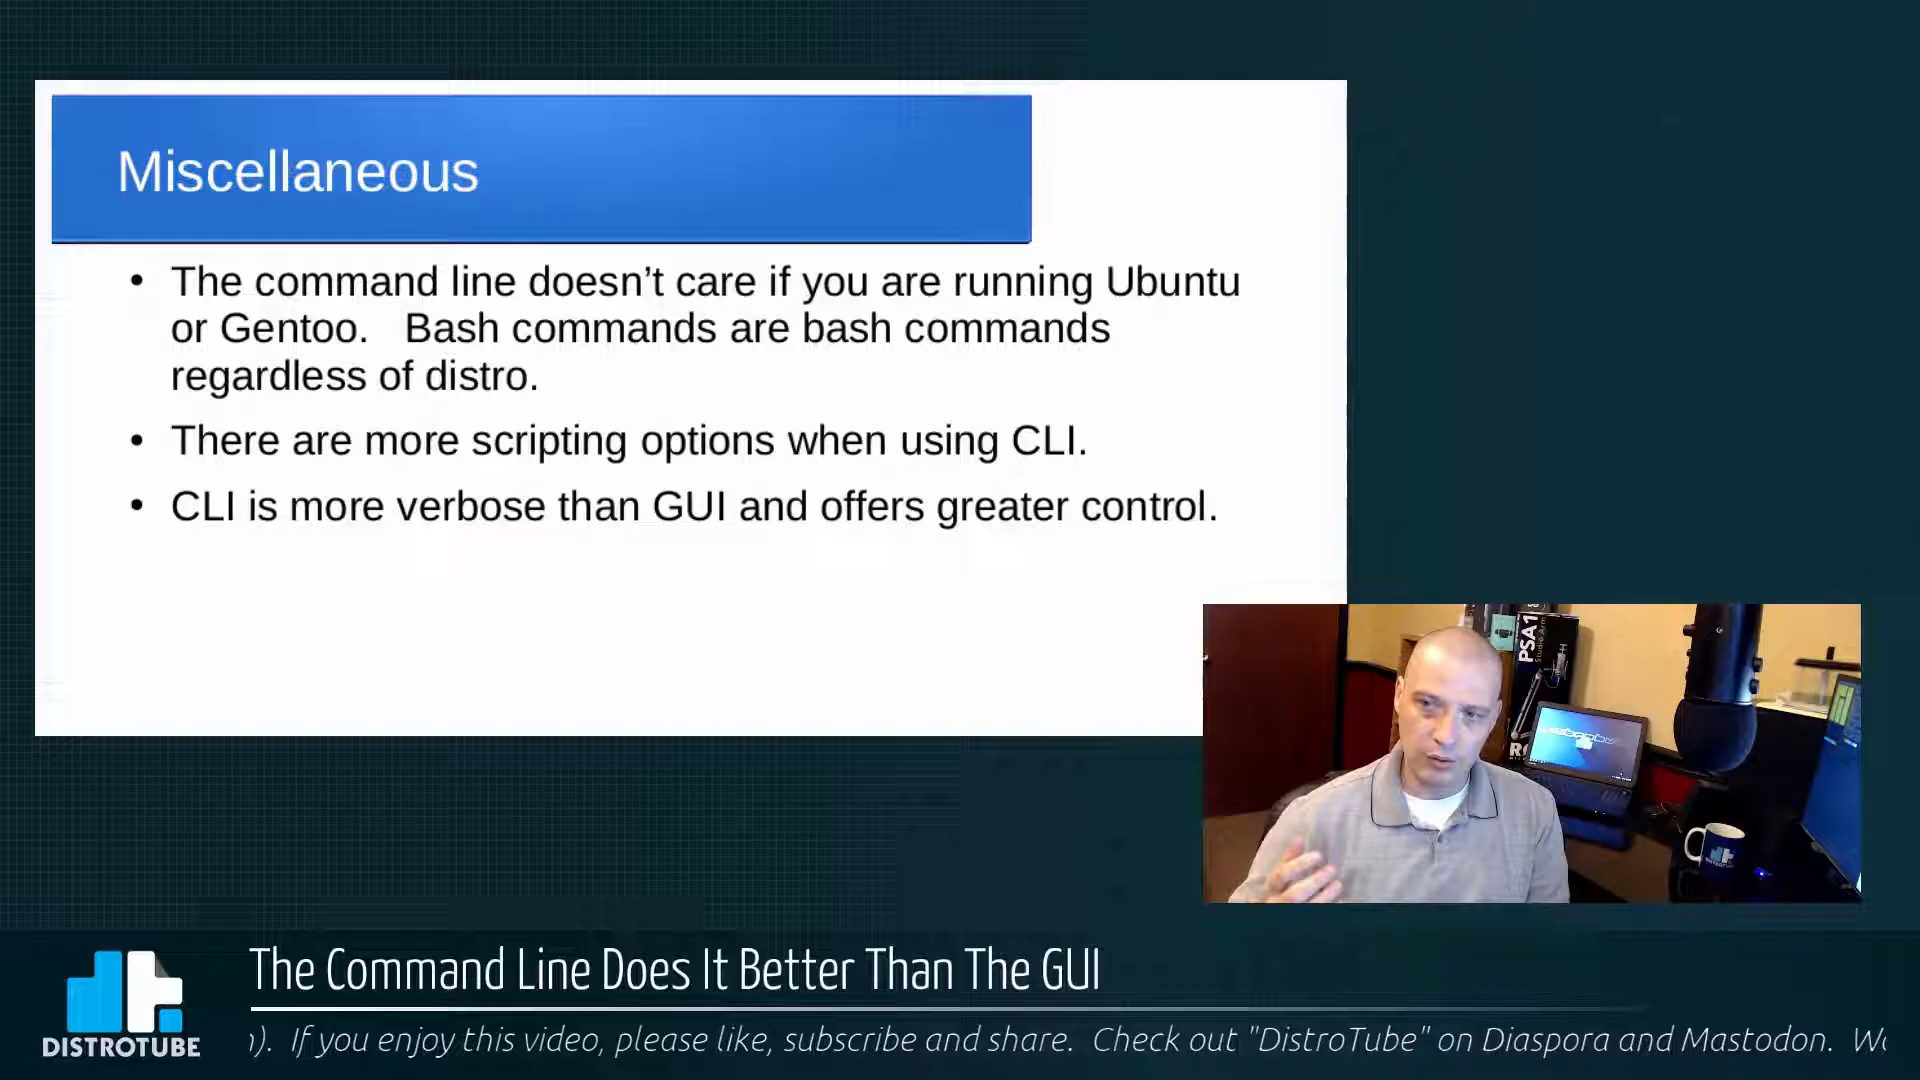 Miscellaneous
• The command line doesn’t care if you are running Ubuntu
or Gentoo.   Bash commands are bash commands
regardless of distro.
• There are more scripting options when using CLI.
• CLI is more verbose than GUI and offers greater control.
PSA1
Studio Arm
The Command Line Does It Better Than The GUI
DISTROTUBE
). If you enjoy this video, please like, subscribe and share.  Check out "DistroTube" on Diaspora and Mastodon.